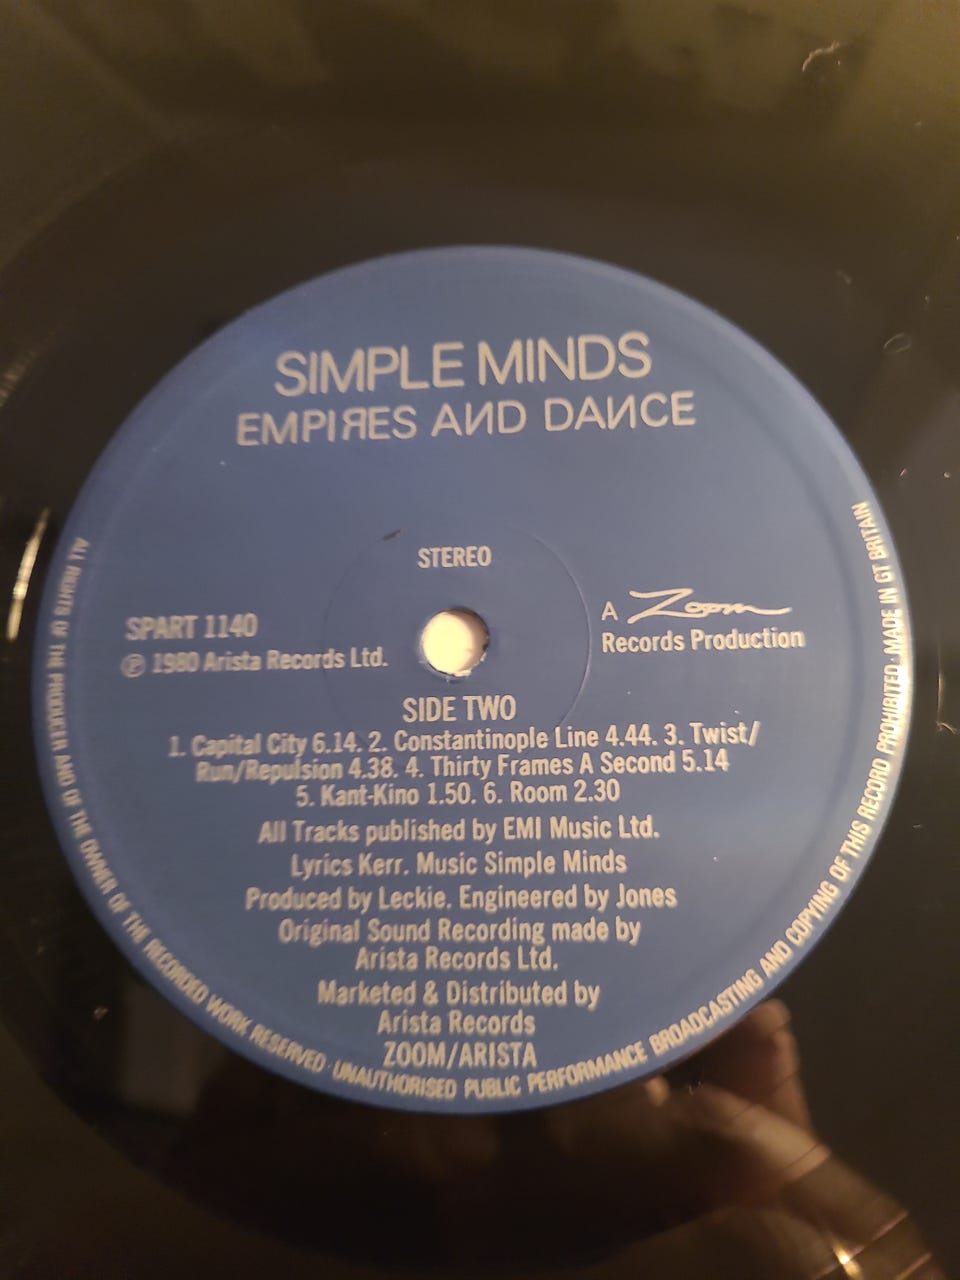 SIMPLE MINDS
EMPIЯES AИD DAИCE
STEREO
SPART 1140
℗ 1980 Arista Records Ltd.
A Zoom
Records Production
SIDE TWO
1. Capital City 6.14. 2. Constantinople Line 4.44. 3. Twist/
Run/Repulsion 4.38. 4. Thirty Frames A Second 5.14
5. Kant-Kino 1.50. 6. Room 2.30
All Tracks published by EMI Music Ltd.
Lyrics Kerr. Music Simple Minds
Produced by Leckie. Engineered by Jones
Original Sound Recording made by
Arista Records Ltd.
Marketed & Distributed by
Arista Records
ZOOM/ARISTA
ALL RIGHTS OF THE PRODUCER AND OF THE OWNER OF THE RECORDED WORK RESERVED · UNAUTHORISED PUBLIC PERFORMANCE BROADCASTING AND COPYING OF THIS RECORD PROHIBITED · MADE IN GT BRITAIN